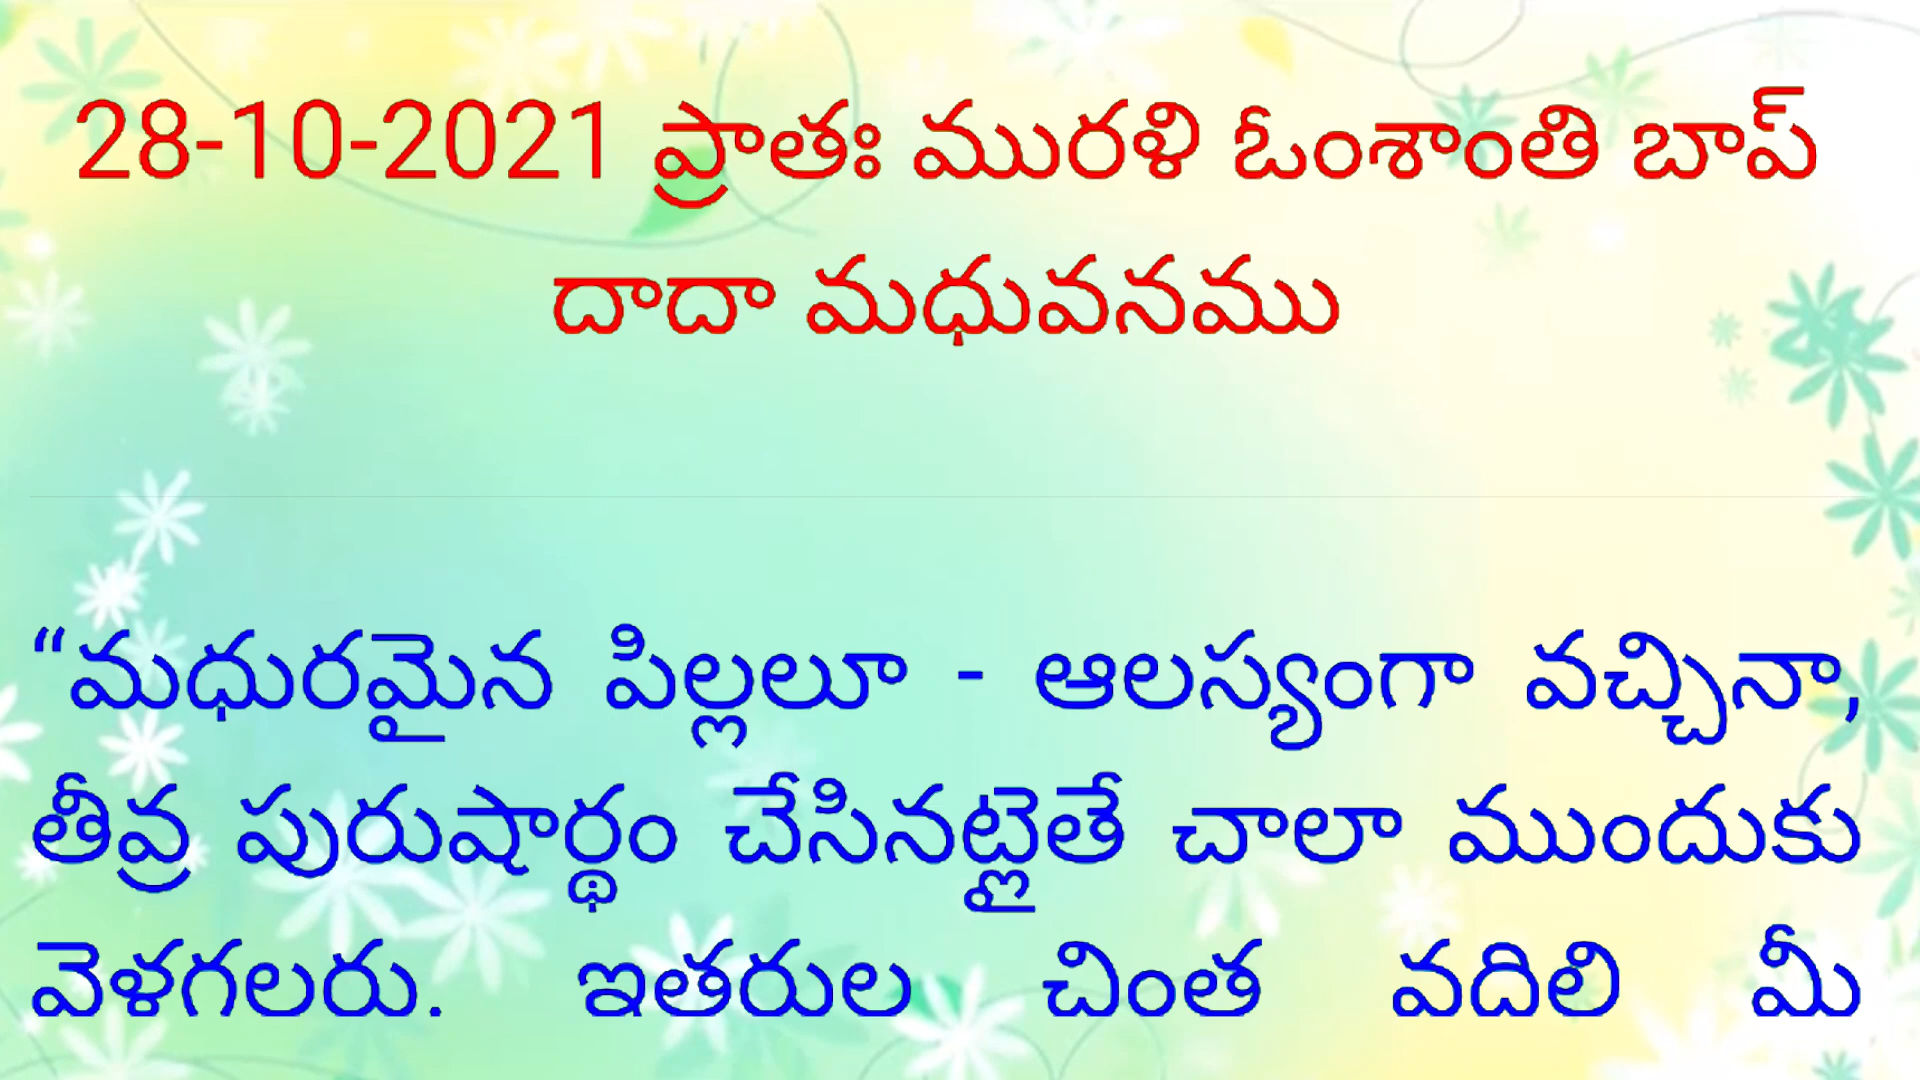 28-10-2021 ప్రాతః మురళి ఓంశాంతి బాప్
దాదా మధువనము
“మధురమైన పిల్లలూ - ఆలస్యంగా వచ్చినా,
తీవ్ర పురుషార్థం చేసినట్లైతే చాలా ముందుకు
వెళగలరు. ఇతరుల చింత వదిలి మీ